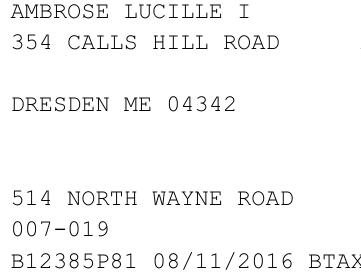 AMBROSE LUCILLE I
354 CALLS HILL ROAD
DRESDEN ME 04342
514 NORTH WAYNE ROAD
007-019
B12385P81 08/11/2016 BTAX